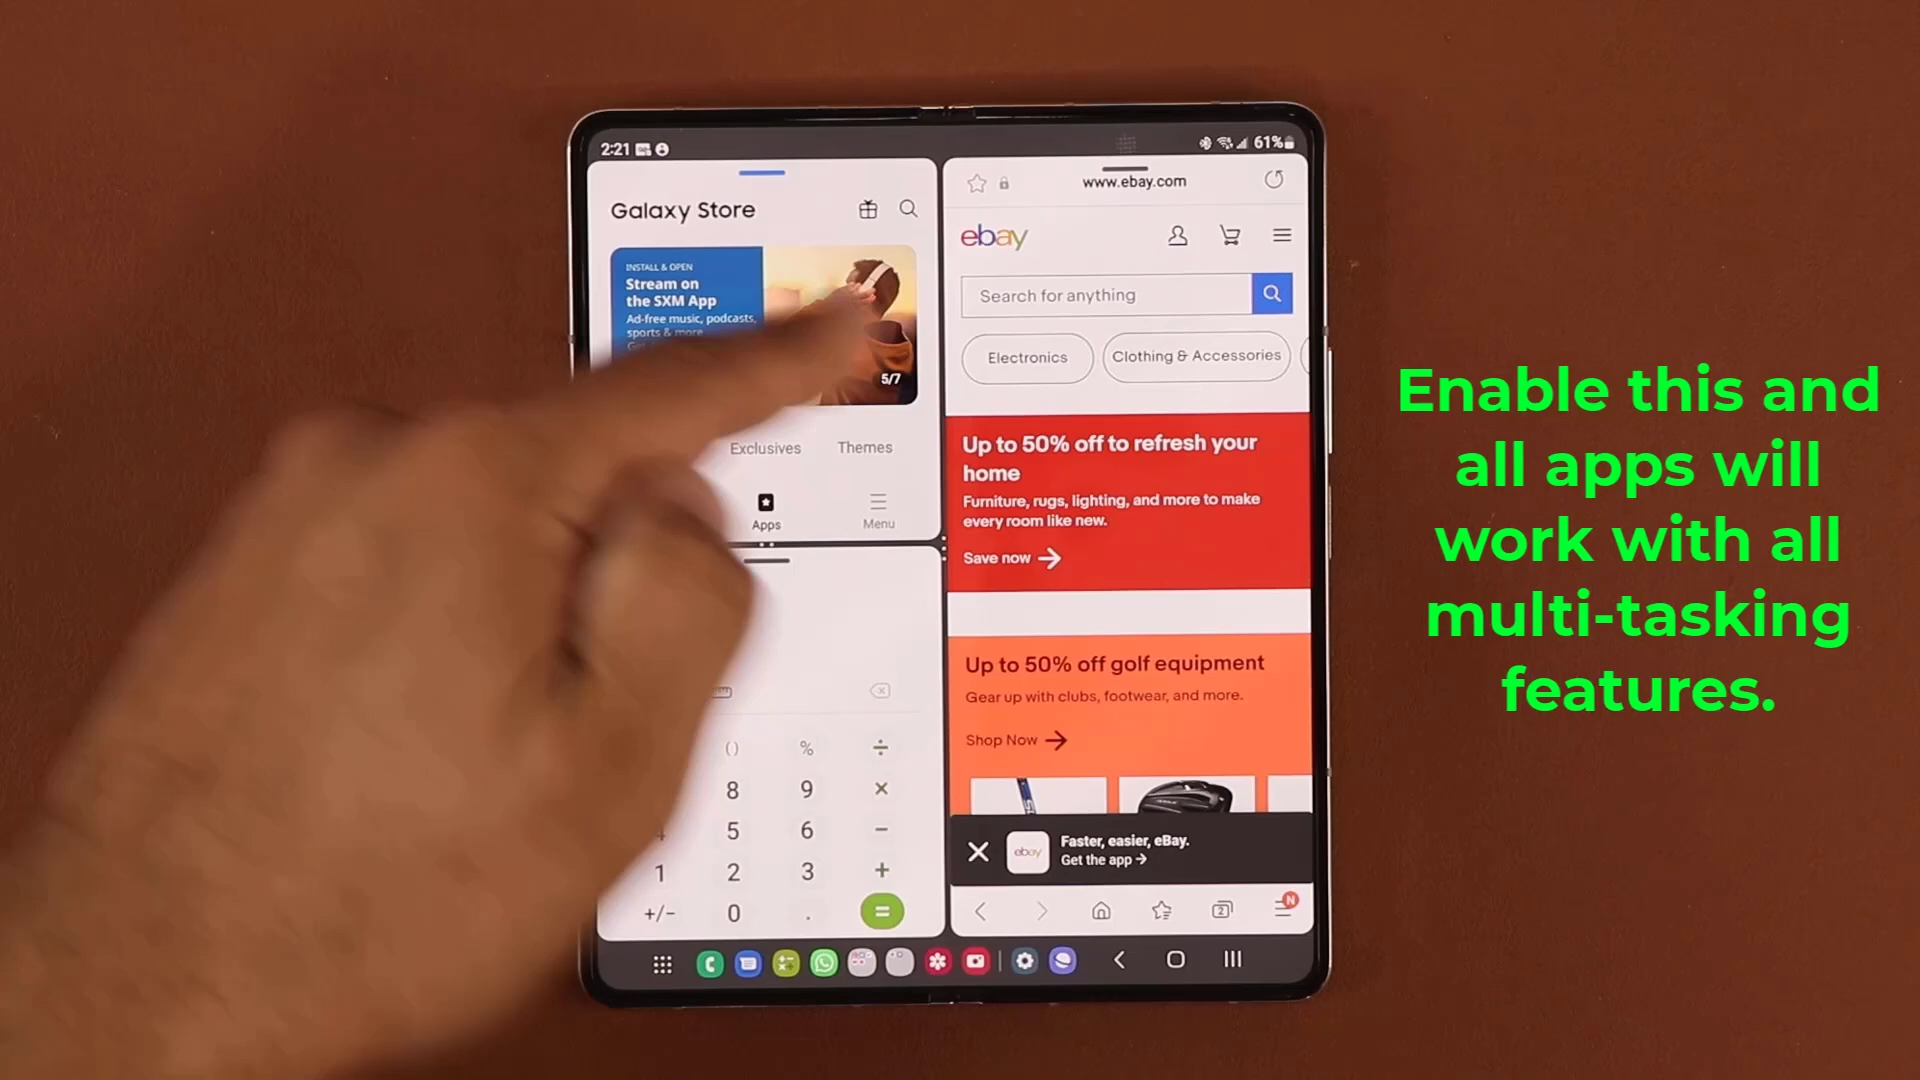 2:21
61%
Galaxy Store
INSTALL & OPEN
Stream on
the SXM App
Ad-free music, podcasts,
sports & more
5/7
Exclusives
Themes
Apps
Menu
( )
%
÷
8
9
×
5
6
−
1
2
3
+
+/−
0
.
=
www.ebay.com
ebay
Search for anything
Electronics
Clothing & Accessories
Up to 50% off to refresh your
home
Furniture, rugs, lighting, and more to make
every room like new.
Save now
Up to 50% off golf equipment
Gear up with clubs, footwear, and more.
Shop Now
ebay
Faster, easier, eBay.
Get the app
2
N
Enable this and
all apps will
work with all
multi-tasking
features.